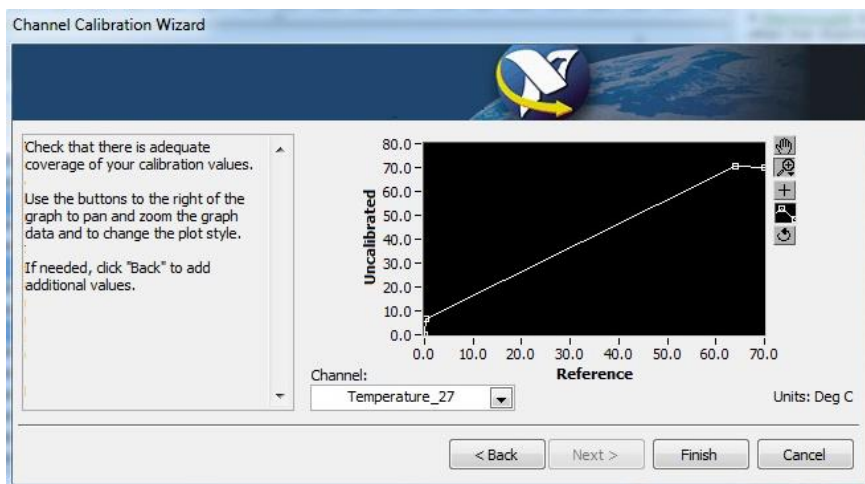 Channel Calibration Wizard
Check that there is adequate
coverage of your calibration values.
Use the buttons to the right of the
graph to pan and zoom the graph
data and to change the plot style.
If needed, click "Back" to add
additional values.
80.0
70.0
60.0
50.0
40.0
30.0
20.0
10.0
0.0
Uncalibrated
0.0 10.0 20.0 30.0 40.0 50.0 60.0 70.0
Reference
Channel:
Temperature_27
Units: Deg C
< Back Next > Finish Cancel